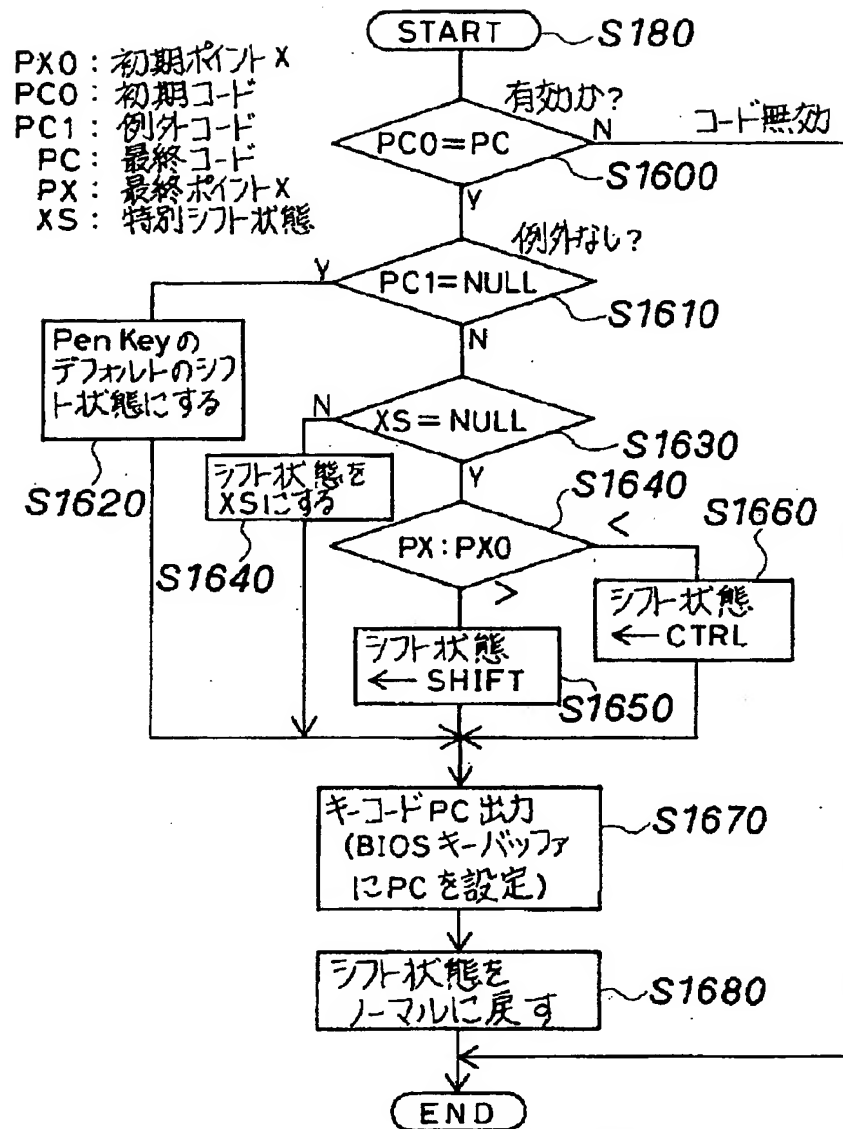 START
S180
PX0：初期ポイントX
PC0：初期コード
PC1：例外コード
PC：最終コード
PX：最終ポイントX
XS：特別シフト状態
有効か？
PC0=PC
N
コード無効
S1600
Y
例外なし？
Y
PC1=NULL
S1610
N
Pen Keyの
デフォルトのシフ
ト状態にする
S1620
N
XS=NULL
S1630
シフト状態を
XSにする
S1640
Y
S1640
PX：PX0
<
S1660
>
シフト状態
←CTRL
シフト状態
←SHIFT
S1650
キーコードPC出力
(BIOSキーバッファ
にPCを設定)
S1670
シフト状態を
ノーマルに戻す
S1680
END